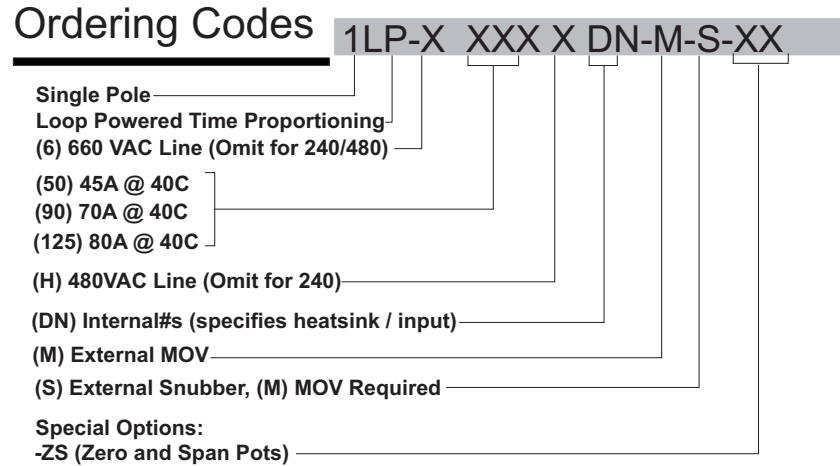 Ordering Codes
1LP-X XXX X DN-M-S-XX
Single Pole
Loop Powered Time Proportioning
(6) 660 VAC Line (Omit for 240/480)
(50) 45A @ 40C
(90) 70A @ 40C
(125) 80A @ 40C
(H) 480VAC Line (Omit for 240)
(DN) Internal#s (specifies heatsink / input)
(M) External MOV
(S) External Snubber, (M) MOV Required
Special Options:
-ZS (Zero and Span Pots)